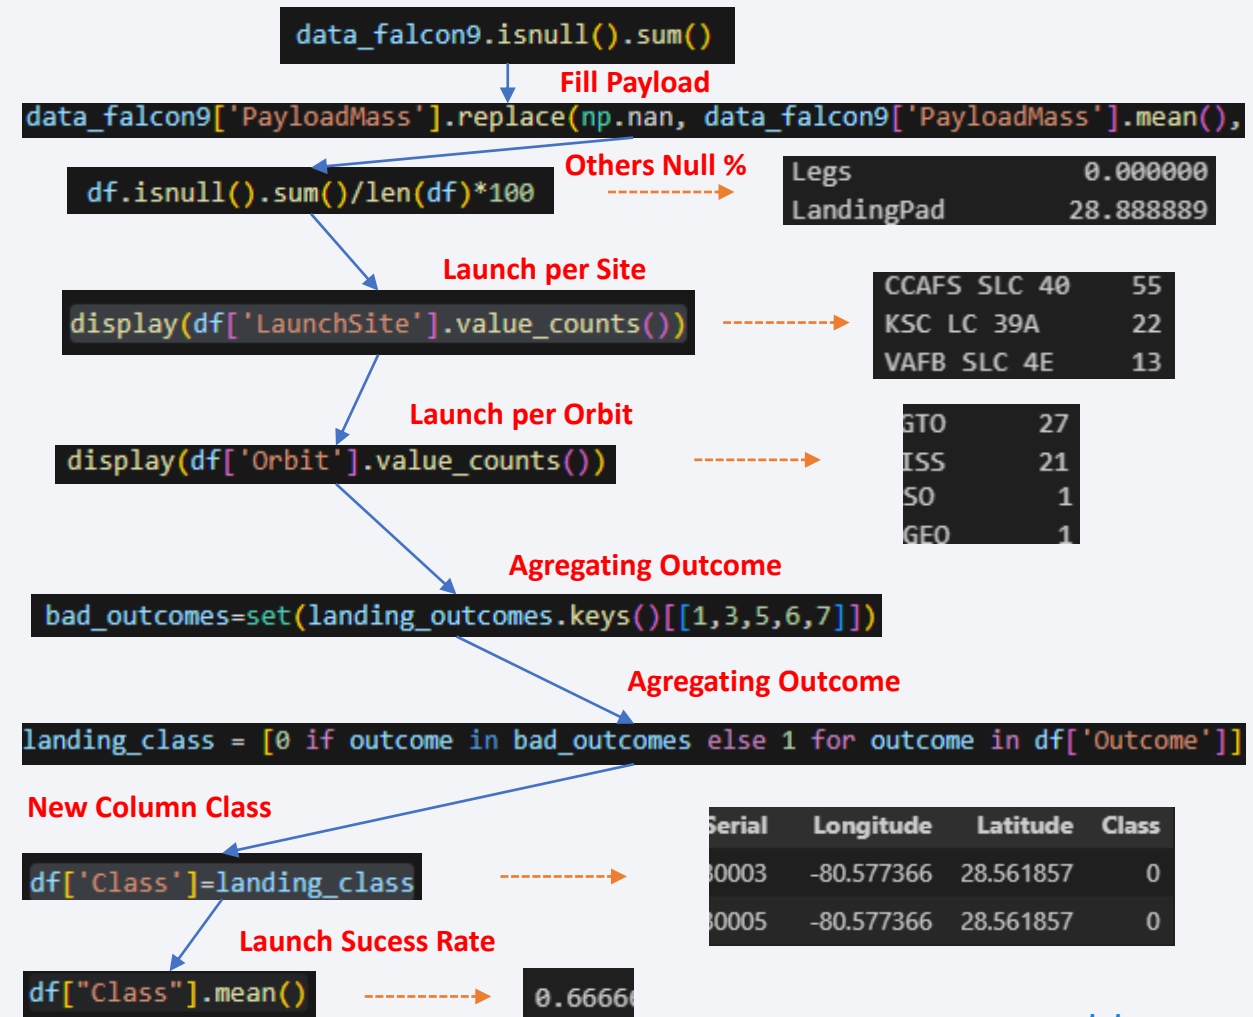 data_falcon9.isnull().sum()
Fill Payload
data_falcon9['PayloadMass'].replace(np.nan, data_falcon9['PayloadMass'].mean(),
Others Null %
df.isnull().sum()/len(df)*100
Legs 0.000000
LandingPad 28.888889
Launch per Site
display(df['LaunchSite'].value_counts())
CCAFS SLC 40 55
KSC LC 39A 22
VAFB SLC 4E 13
Launch per Orbit
display(df['Orbit'].value_counts())
GTO 27
ISS 21
SO 1
GEO 1
Agregating Outcome
bad_outcomes=set(landing_outcomes.keys()[[1,3,5,6,7]])
Agregating Outcome
landing_class = [0 if outcome in bad_outcomes else 1 for outcome in df['Outcome']]
New Column Class
df['Class']=landing_class
Serial Longitude Latitude Class
30003 -80.577366 28.561857 0
30005 -80.577366 28.561857 0
Launch Sucess Rate
df["Class"].mean()
0.6666